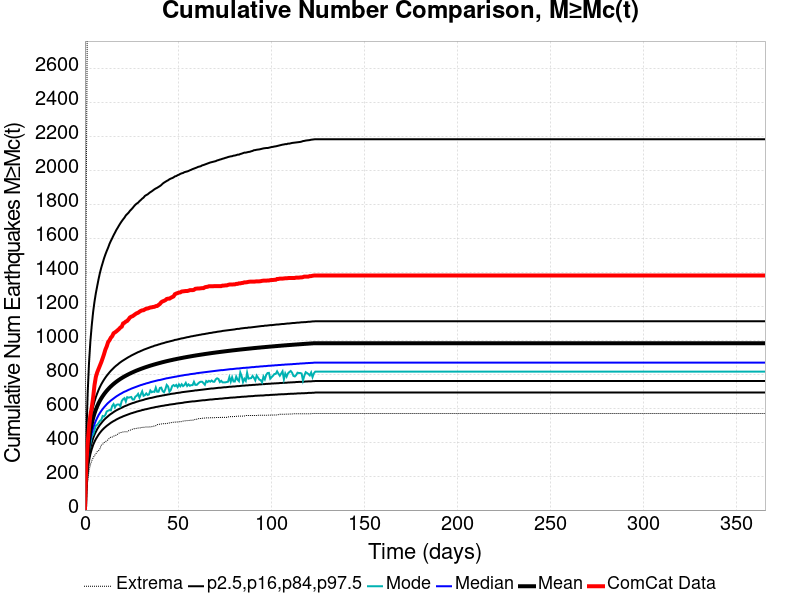 Cumulative Number Comparison, M≥Mc(t)
Cumulative Num Earthquakes M≥Mc(t)
2600
2400
2200
2000
1800
1600
1400
1200
1000
800
600
400
200
0
0 50 100 150 200 250 300 350
Time (days)
Extrema p2.5,p16,p84,p97.5 Mode Median Mean ComCat Data